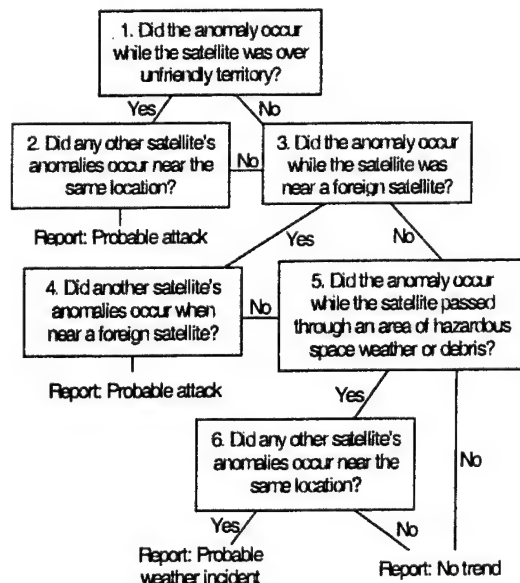 1. Did the anomaly occur
while the satellite was over
unfriendly territory?
Yes
No
2. Did any other satellite's
anomalies occur near the
same location?
No
3. Did the anomaly occur
while the satellite was
near a foreign satellite?
Report: Probable attack
Yes
No
4. Did another satellite's
anomalies occur when
near a foreign satellite?
No
5. Did the anomaly occur
while the satellite passed
through an area of hazardous
space weather or debris?
Report: Probable attack
Yes
No
6. Did any other satellite's
anomalies occur near the
same location?
Yes
No
Report: Probable
weather incident
Report: No trend